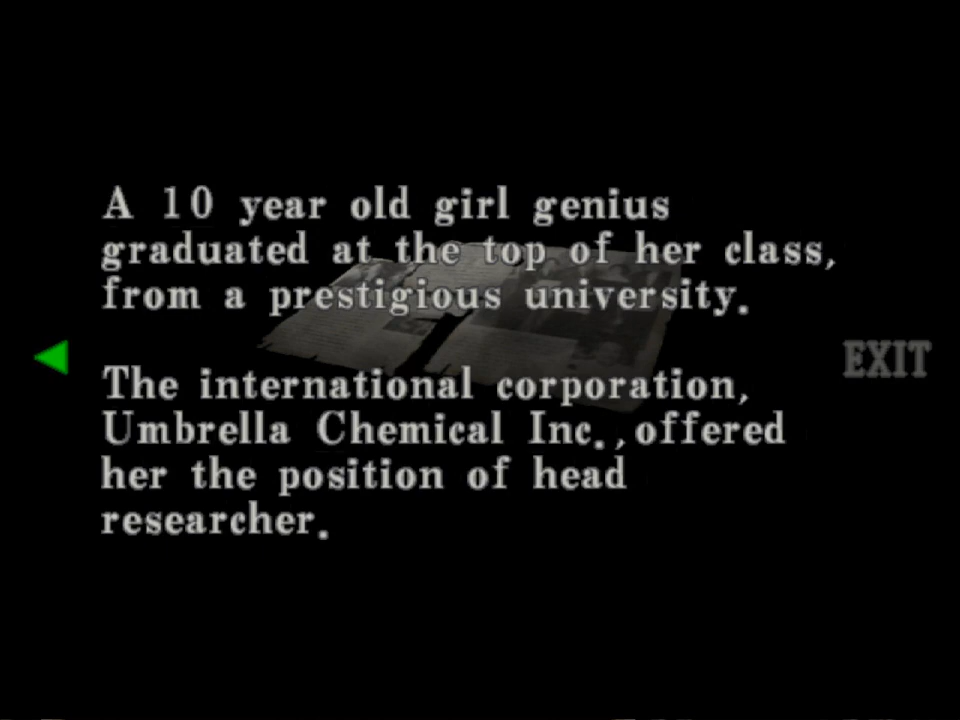 A 10 year old girl genius
graduated at the top of her class,
from a prestigious university.
The international corporation,
Umbrella Chemical Inc.,offered
her the position of head
researcher.
EXIT